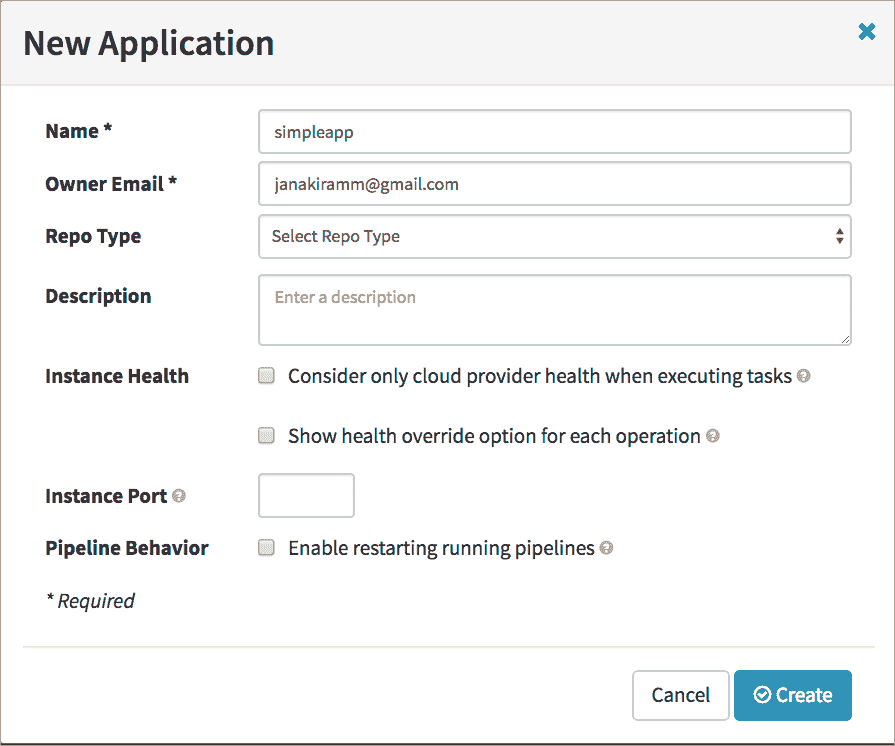 New Application
Name * simpleapp
Owner Email * janakiramm@gmail.com
Repo Type Select Repo Type
Description Enter a description
Instance Health Consider only cloud provider health when executing tasks ?
Show health override option for each operation ?
Instance Port ?
Pipeline Behavior Enable restarting running pipelines ?
* Required
Cancel Create